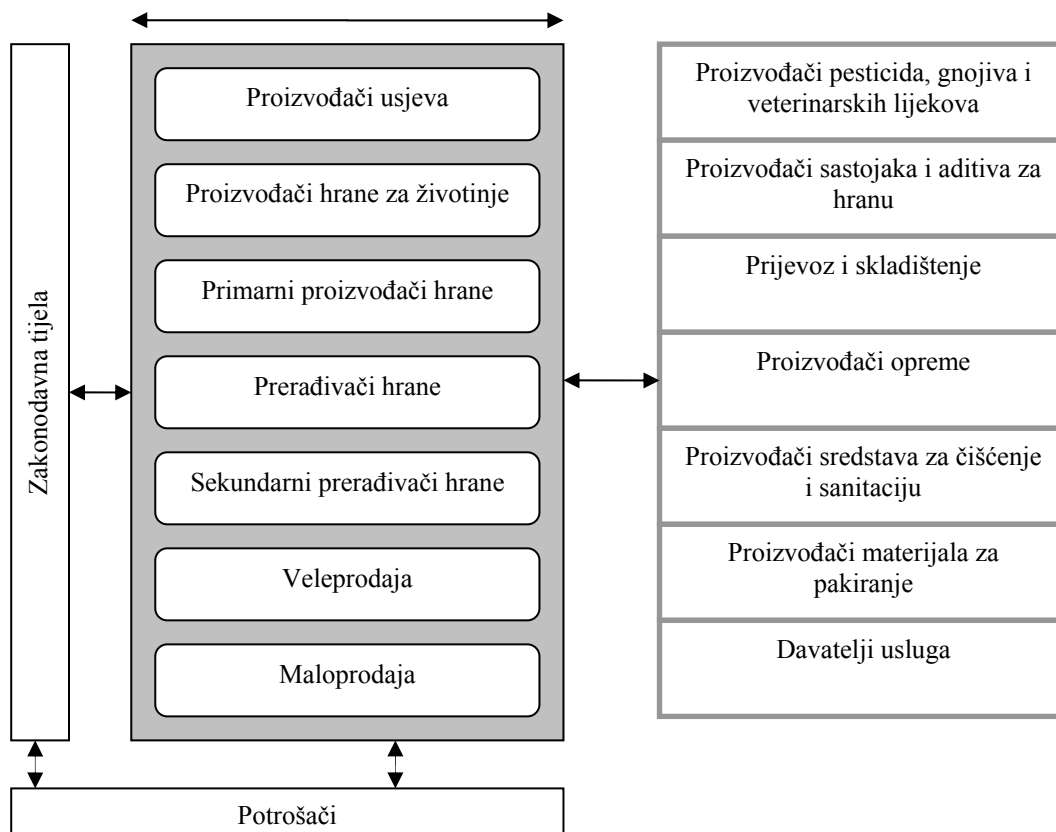 Zakonodavna tijela
Proizvođači usjeva
Proizvođači hrane za životinje
Primarni proizvođači hrane
Prerađivači hrane
Sekundarni prerađivači hrane
Veleprodaja
Maloprodaja
Proizvođači pesticida, gnojiva i
veterinarskih lijekova
Proizvođači sastojaka i aditiva za
hranu
Prijevoz i skladištenje
Proizvođači opreme
Proizvođači sredstava za čišćenje
i sanitaciju
Proizvođači materijala za
pakiranje
Davatelji usluga
Potrošači